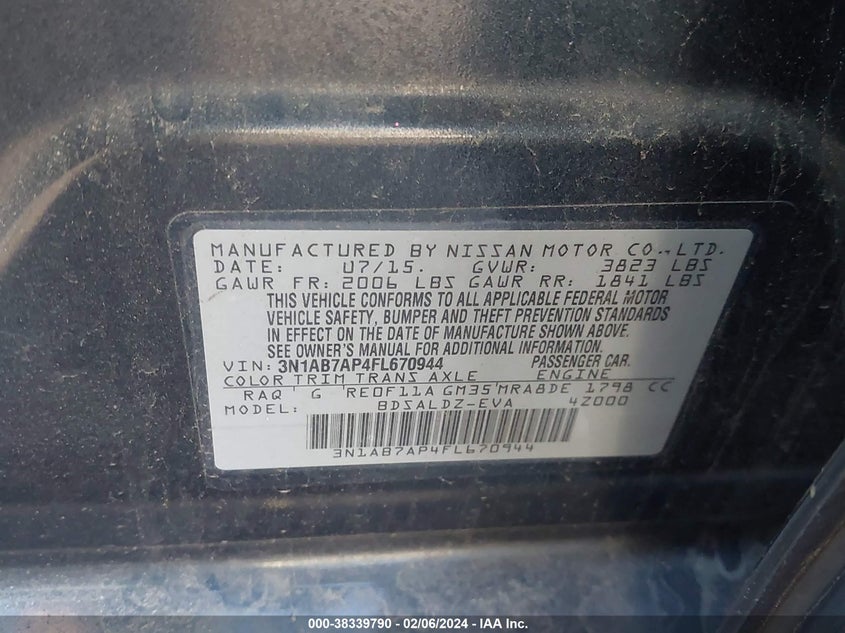 MANUFACTURED BY NISSAN MOTOR CO., LTD.
DATE: 07/15. GVWR: 3823 LBS
GAWR FR: 2006 LBS GAWR RR: 1841 LBS
THIS VEHICLE CONFORMS TO ALL APPLICABLE FEDERAL MOTOR
VEHICLE SAFETY, BUMPER AND THEFT PREVENTION STANDARDS
IN EFFECT ON THE DATE OF MANUFACTURE SHOWN ABOVE.
SEE OWNER'S MANUAL FOR ADDITIONAL INFORMATION.
VIN: 3N1AB7AP4FL670944 PASSENGER CAR.
COLOR TRIM TRANS AXLE ENGINE
RAQ G RE0F11A GM35 MRA8DE 1798 CC
MODEL: BDSALDZ-EVA 4Z000
3N1AB7AP4FL670944
000-38339790 - 02/06/2024 - IAA Inc.